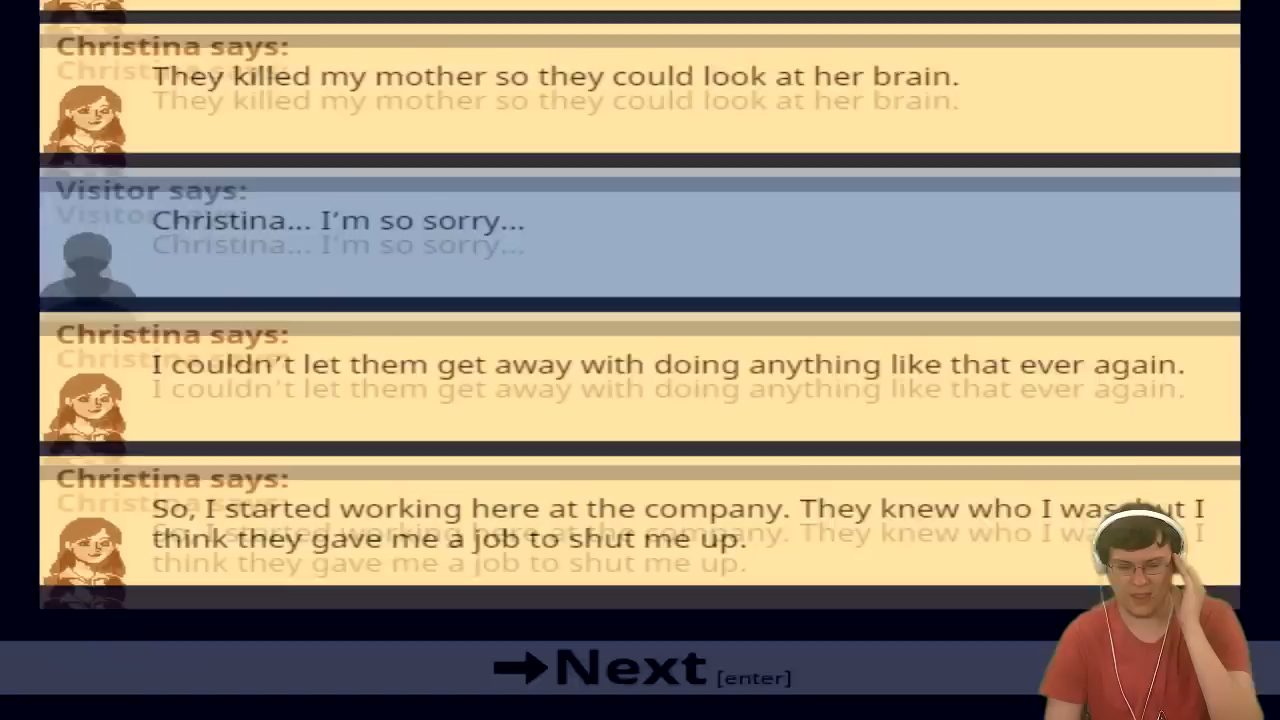 Christina says:
They killed my mother so they could look at her brain.
Visitor says:
Christina... I'm so sorry...
Christina says:
I couldn't let them get away with doing anything like that ever again.
Christina says:
So, I started working here at the company. They knew who I was but I
think they gave me a job to shut me up.
Next [enter]